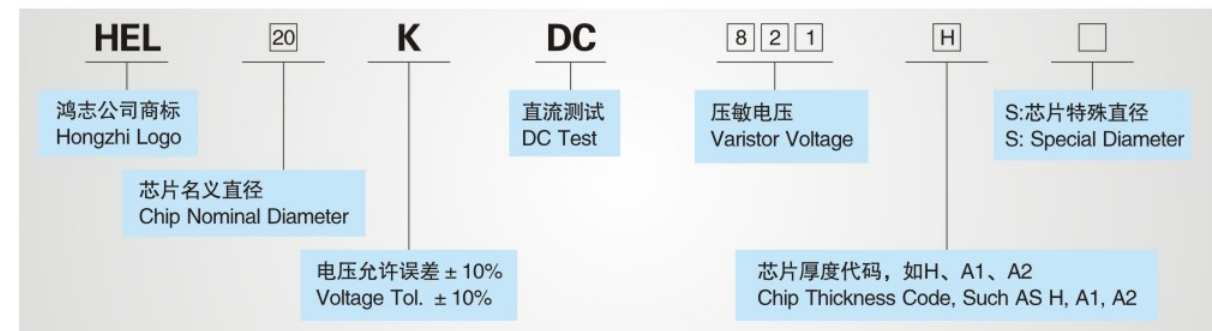 HEL 20 K DC 8 2 1 H
鸿志公司商标
Hongzhi Logo
直流测试
DC Test
压敏电压
Varistor Voltage
S:芯片特殊直径
S: Special Diameter
芯片名义直径
Chip Nominal Diameter
电压允许误差 ± 10%
Voltage Tol. ± 10%
芯片厚度代码，如H、A1、A2
Chip Thickness Code, Such AS H, A1, A2